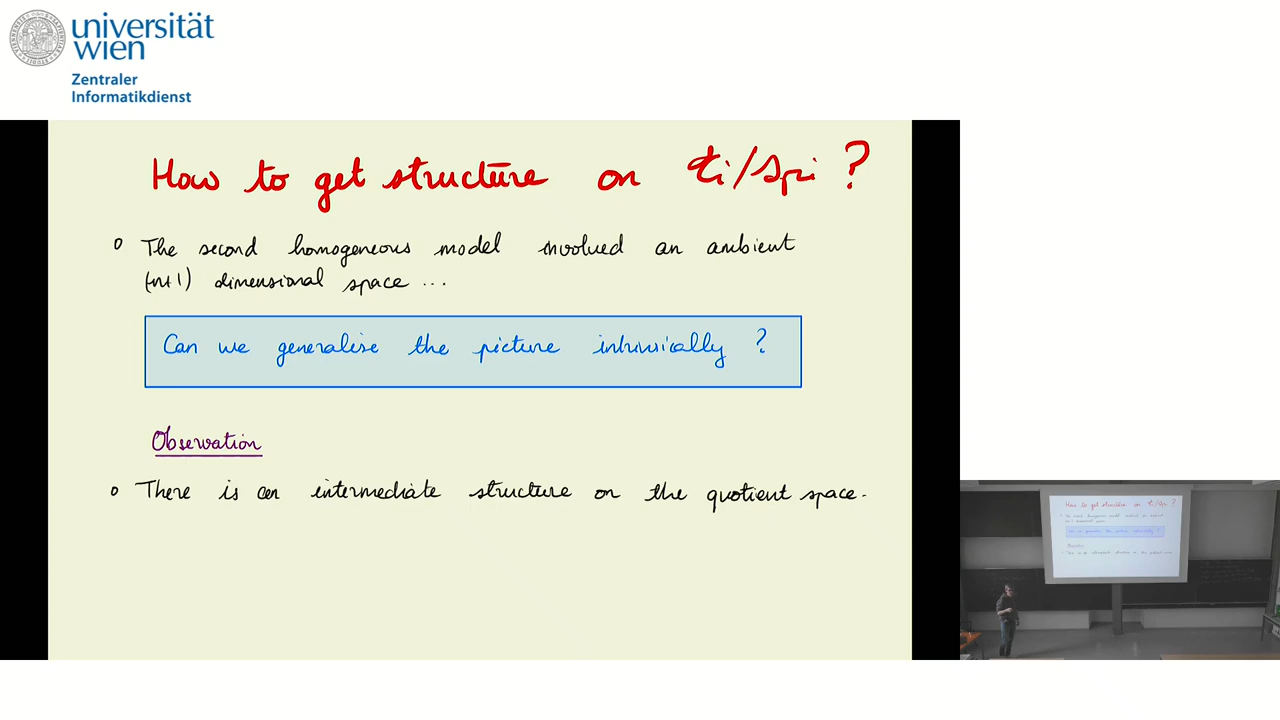 universität
wien
Zentraler
Informatikdienst
How to get structure on Ti/Spi ?
The second homogeneous model involved an ambient
(n+1) dimensional space ...
Can we generalise the picture intrinsically ?
Observation
There is an intermediate structure on the quotient space.